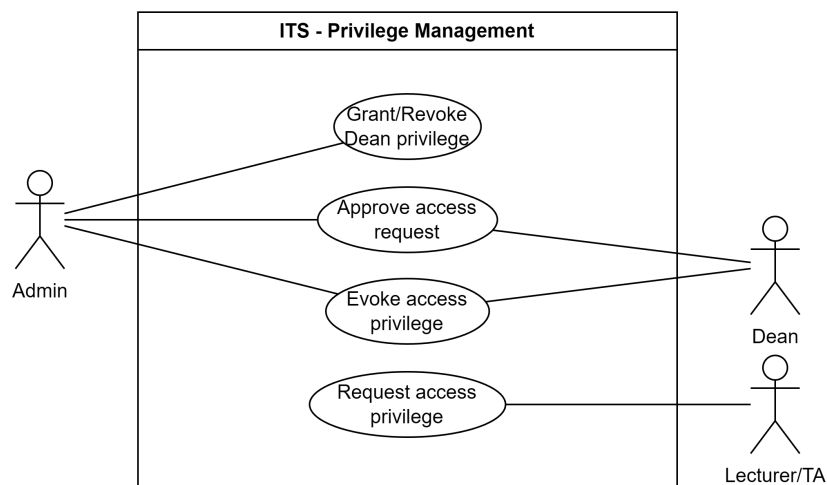 ITS - Privilege Management
Grant/Revoke
Dean privilege
Approve access
request
Admin
Evoke access
privilege
Dean
Request access
privilege
Lecturer/TA